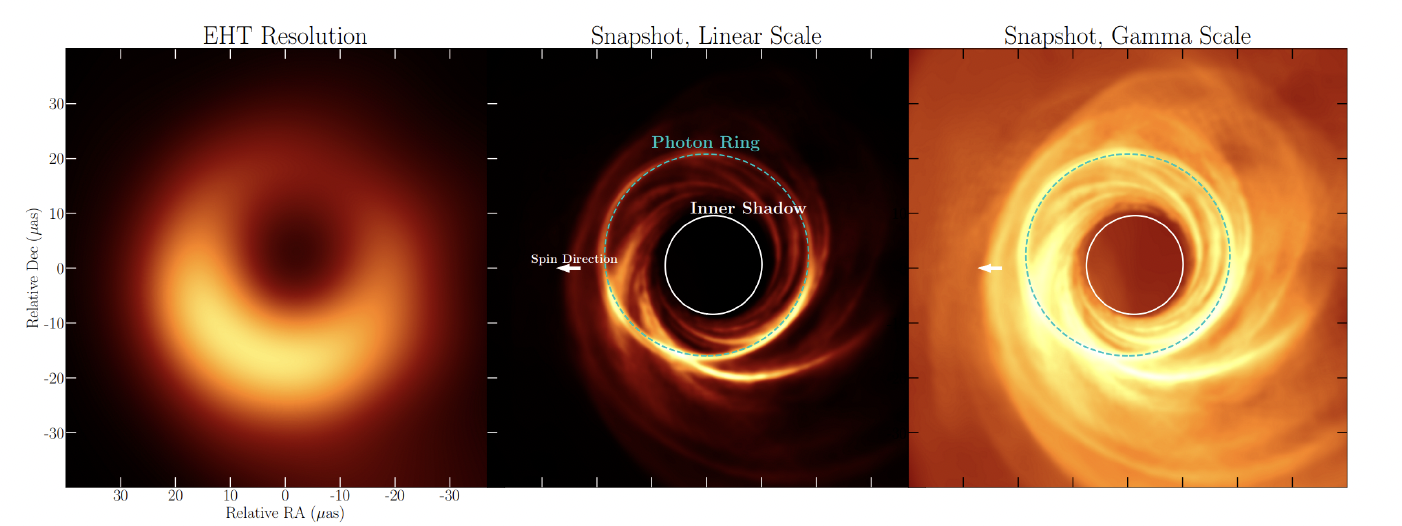 EHT Resolution
Snapshot, Linear Scale
Snapshot, Gamma Scale
Relative Dec (μas)
30
20
10
0
-10
-20
-30
Photon Ring
Inner Shadow
Spin Direction
30
20
10
0
-10
-20
-30
Relative RA (μas)